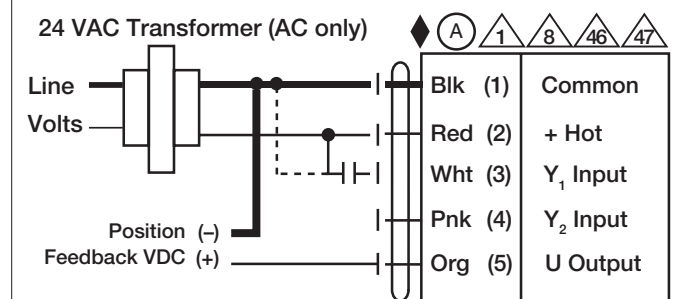 24 VAC Transformer (AC only)
A 1 8 46 47
Line
Volts
Blk (1) Common
Red (2) + Hot
Wht (3) Y1 Input
Pnk (4) Y2 Input
Position (–)
Feedback VDC (+)
Org (5) U Output